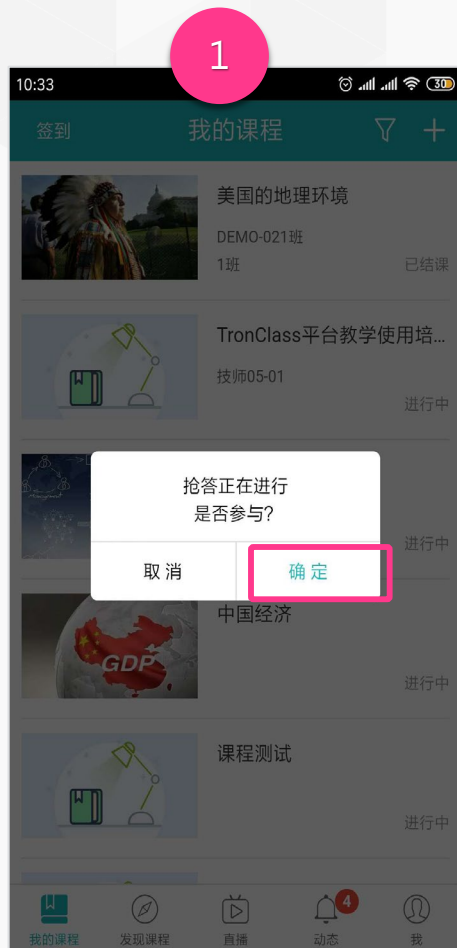 1
10:33
30
签到
我的课程
美国的地理环境
DEMO-021班
1班
已结课
TronClass平台教学使用培...
技师05-01
进行中
抢答正在进行
是否参与?
取消
确定
进行中
中国经济
GDP
进行中
课程测试
进行中
4
我的课程
发现课程
直播
动态
我